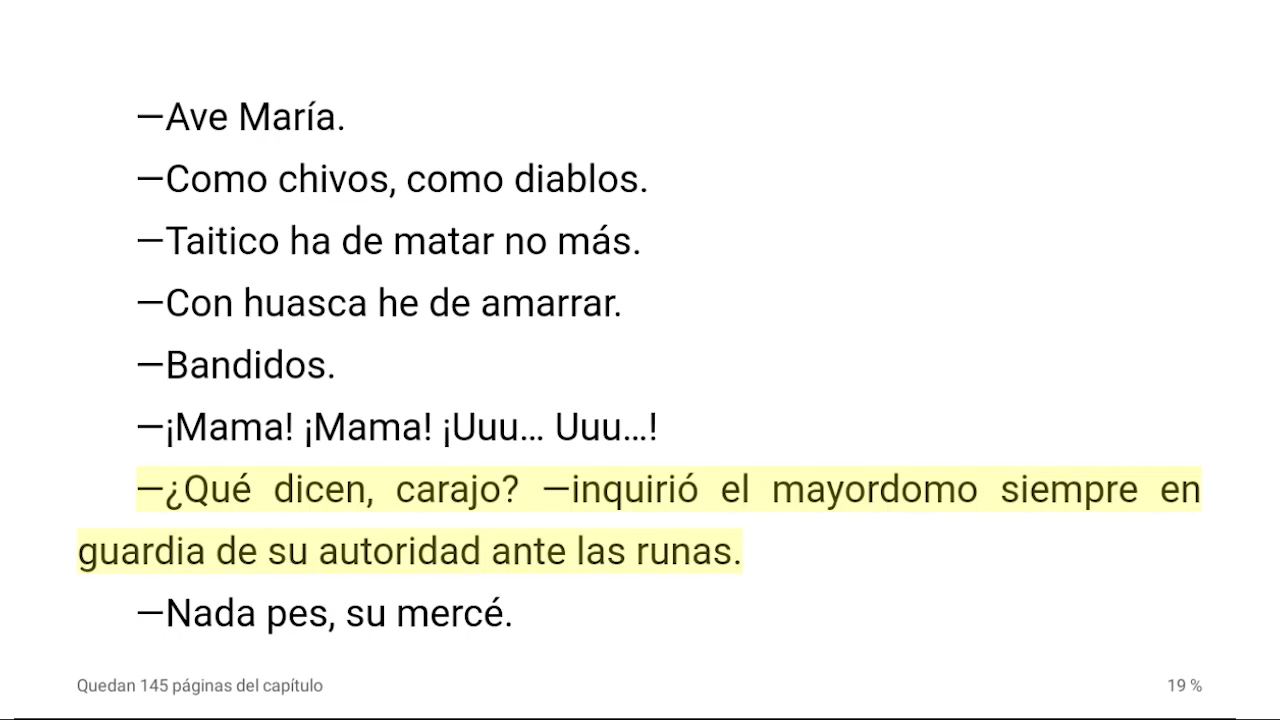 —Ave María.
—Como chivos, como diablos.
—Taitico ha de matar no más.
—Con huasca he de amarrar.
—Bandidos.
—¡Mama! ¡Mama! ¡Uuu… Uuu…!
—¿Qué dicen, carajo? —inquirió el mayordomo siempre en
guardia de su autoridad ante las runas.
—Nada pes, su mercé.
Quedan 145 páginas del capítulo
19 %